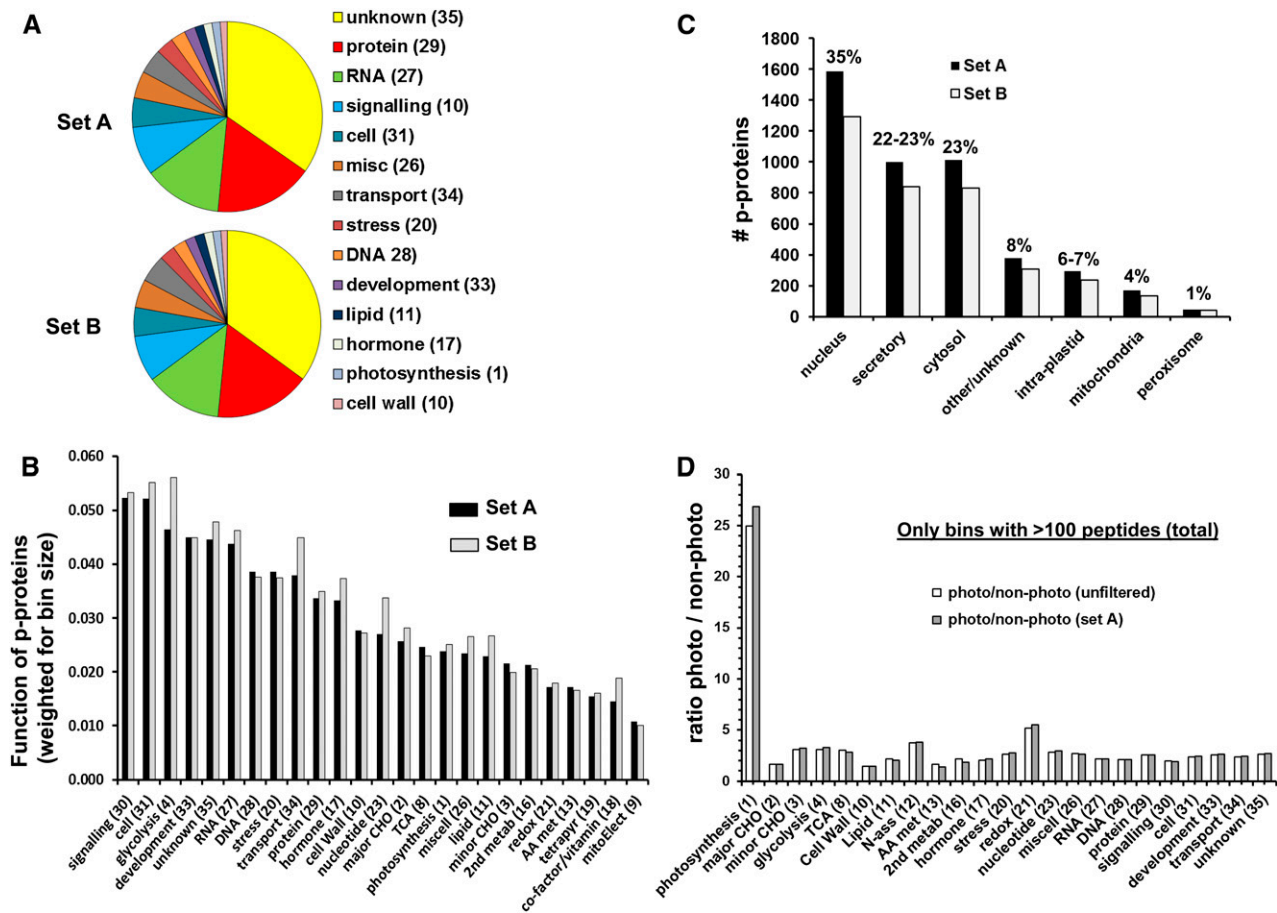 A
Set A
Set B
unknown (35)
protein (29)
RNA (27)
signalling (10)
cell (31)
misc (26)
transport (34)
stress (20)
DNA 28)
development (33)
lipid (11)
hormone (17)
photosynthesis (1)
cell wall (10)
C
# p-proteins
1800
1600
1400
1200
1000
800
600
400
200
0
35%
22-23%
23%
8%
6-7%
4%
1%
Set A
Set B
nucleus
secretory
cytosol
other/unknown
intra-plastid
mitochondria
peroxisome
B
Function of p-proteins
(weighted for bin size)
0.060
0.050
0.040
0.030
0.020
0.010
0.000
Set A
Set B
signalling (30)
cell (31)
glycolysis (4)
development (33)
unknown (35)
RNA (27)
DNA (28)
stress (20)
transport (34)
protein (29)
hormone (17)
cell Wall (10)
nucleotide (23)
major CHO (2)
TCA (8)
photosynthesis (1)
miscell (26)
lipid (11)
minor CHO (3)
2nd metab (16)
redox (21)
AA met (13)
tetrapyr (19)
co-factor/vitamin (18)
mitoElect (9)
D
ratio photo / non-photo
30
25
20
15
10
5
0
Only bins with >100 peptides (total)
photo/non-photo (unfiltered)
photo/non-photo (set A)
photosynthesis (1)
major CHO (2)
minor CHO (3)
glycolysis (4)
TCA (8)
Cell Wall (10)
Lipid (11)
N-ass (12)
AA met (13)
2nd metab (16)
hormone (17)
stress (20)
redox (21)
nucleotide (23)
miscell (26)
RNA (27)
DNA (28)
protein (29)
signalling (30)
cell (31)
development (33)
transport (34)
unknown (35)